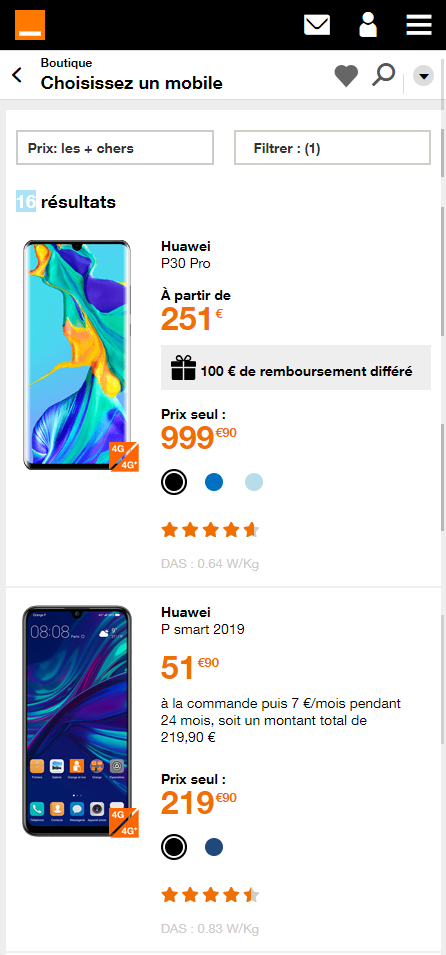 Boutique
Choisissez un mobile
Prix: les + chers
Filtrer : (1)
16 résultats
Huawei
P30 Pro
À partir de
251€
100 € de remboursement différé
Prix seul :
999€90
4G
4G+
DAS : 0.64 W/Kg
Huawei
P smart 2019
51€90
à la commande puis 7 €/mois pendant
24 mois, soit un montant total de
219,90 €
Prix seul :
219€90
08:08
9°
4G
4G+
DAS : 0.83 W/Kg